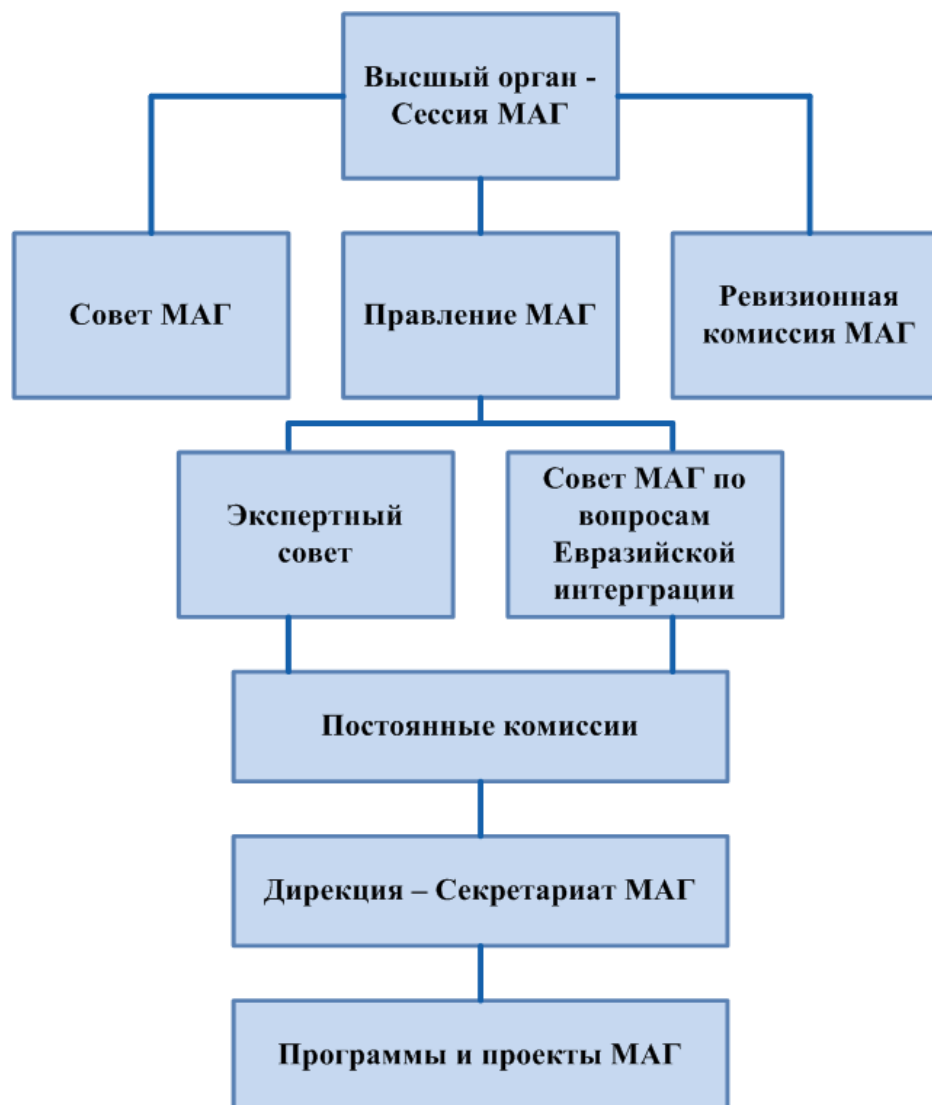 Высший орган -
Сессия МАГ
Совет МАГ
Правление МАГ
Ревизионная
комиссия МАГ
Экспертный
совет
Совет МАГ по
вопросам
Евразийской
интерграции
Постоянные комиссии
Дирекция – Секретариат МАГ
Программы и проекты МАГ